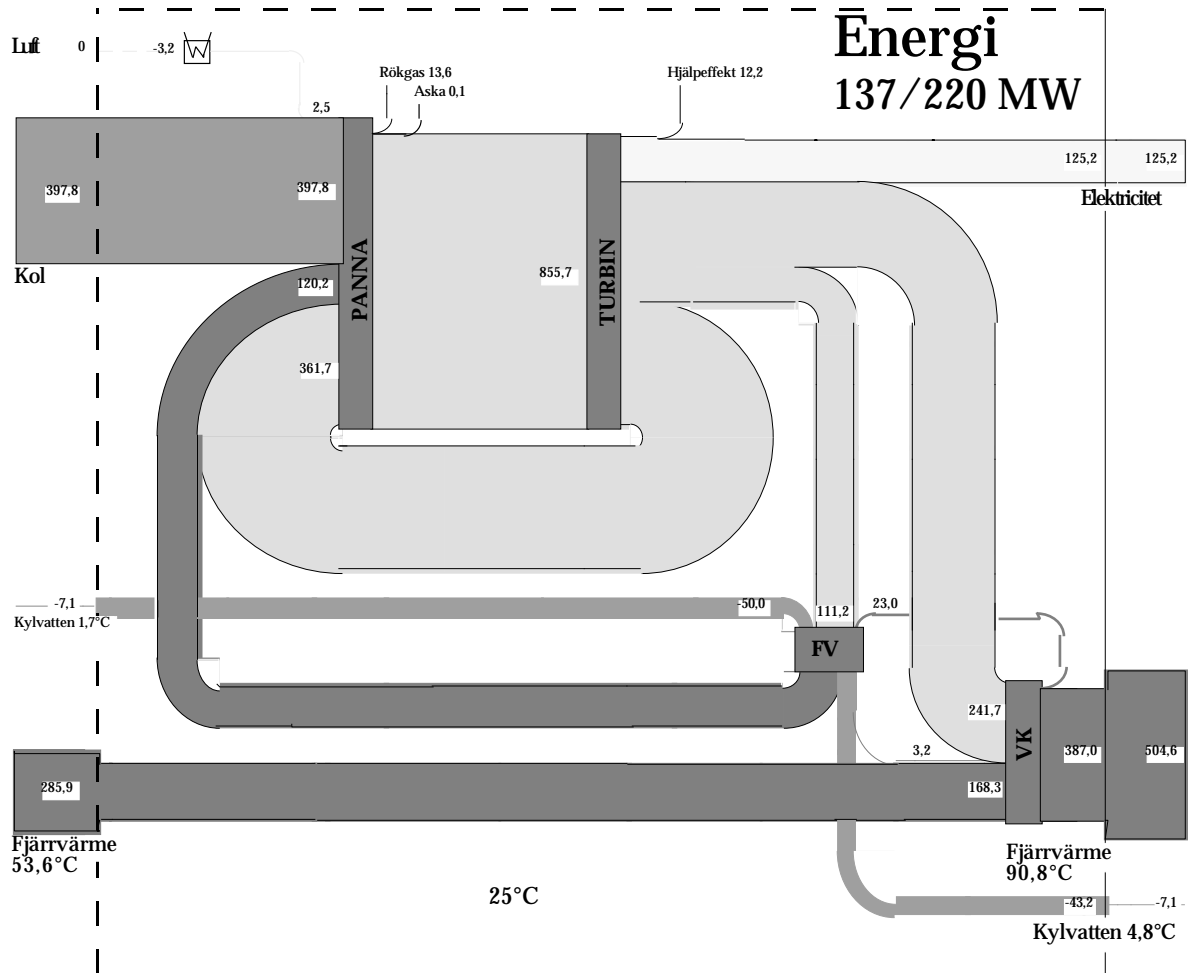 Energi
137/220 MW
Luft 0 -3,2 W
Rökgas 13,6
Aska 0,1
Hjälpeffekt 12,2
2,5
397,8 397,8
125,2 125,2
Elektricitet
Kol
120,2
PANNA
855,7
TURBIN
361,7
-7,1
Kylvatten 1,7°C
-50,0
111,2
23,0
FV
241,7
VK
387,0
504,6
3,2
285,9
168,3
Fjärrvärme
53,6°C
Fjärrvärme
90,8°C
25°C
-43,2
-7,1
Kylvatten 4,8°C